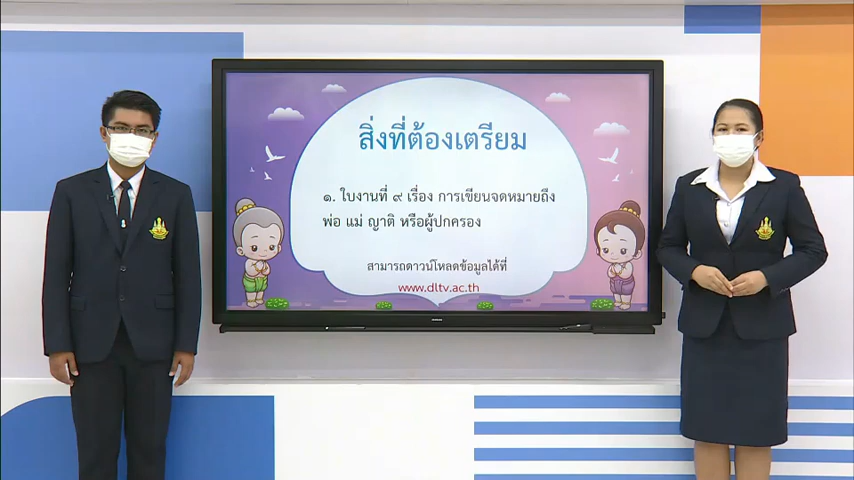 สิ่งที่ต้องเตรียม
๑. ใบงานที่ ๙ เรื่อง การเขียนจดหมายถึง
พ่อ แม่ ญาติ หรือผู้ปกครอง
สามารถดาวน์โหลดข้อมูลได้ที่
www.dltv.ac.th